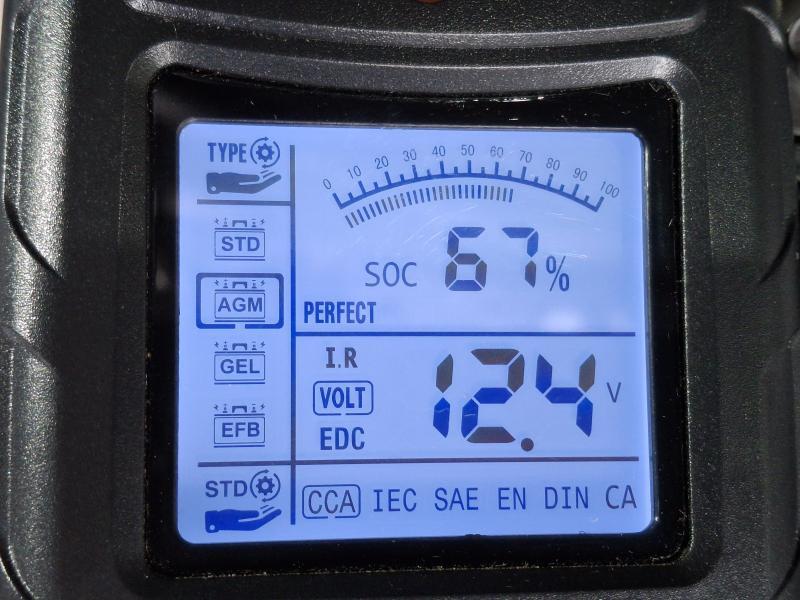 TYPE
STD
AGM
GEL
EFB
STD
0 10 20 30 40 50 60 70 80 90 100
SOC 67%
PERFECT
I.R
VOLT
EDC
12.4 V
CCA IEC SAE EN DIN CA